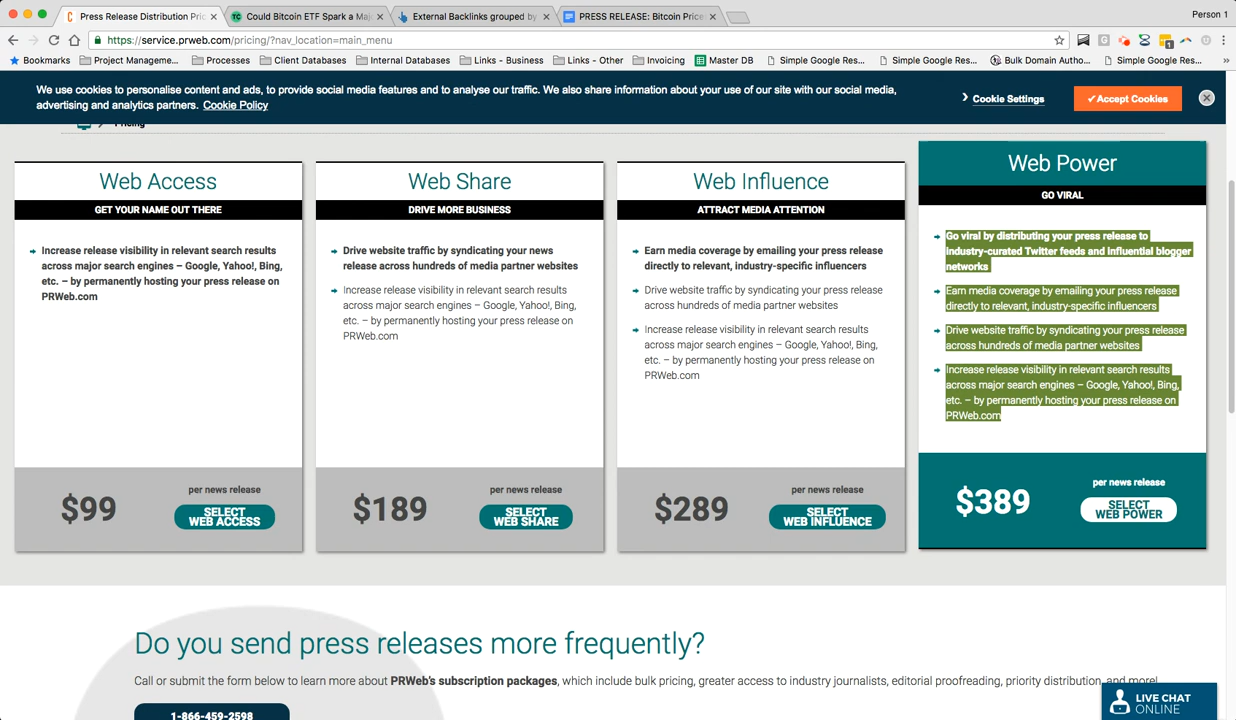 Press Release Distribution Pric
Could Bitcoin ETF Spark a Maj
External Backlinks grouped by
PRESS RELEASE: Bitcoin Price
Person 1
https://service.prweb.com/pricing/?nav_location=main_menu
Bookmarks
Project Manageme...
Processes
Client Databases
Internal Databases
Links - Business
Links - Other
Invoicing
Master DB
Simple Google Res...
Simple Google Res...
Bulk Domain Autho...
Simple Google Res...
We use cookies to personalise content and ads, to provide social media features and to analyse our traffic. We also share information about your use of our site with our social media,
advertising and analytics partners. Cookie Policy
Cookie Settings
✓Accept Cookies
Pricing
Web Access
GET YOUR NAME OUT THERE
Increase release visibility in relevant search results
across major search engines – Google, Yahoo!, Bing,
etc. – by permanently hosting your press release on
PRWeb.com
$99
per news release
SELECT
WEB ACCESS
Web Share
DRIVE MORE BUSINESS
Drive website traffic by syndicating your news
release across hundreds of media partner websites
Increase release visibility in relevant search results
across major search engines – Google, Yahoo!, Bing,
etc. – by permanently hosting your press release on
PRWeb.com
$189
per news release
SELECT
WEB SHARE
Web Influence
ATTRACT MEDIA ATTENTION
Earn media coverage by emailing your press release
directly to relevant, industry-specific influencers
Drive website traffic by syndicating your press release
across hundreds of media partner websites
Increase release visibility in relevant search results
across major search engines – Google, Yahoo!, Bing,
etc. – by permanently hosting your press release on
PRWeb.com
$289
per news release
SELECT
WEB INFLUENCE
Web Power
GO VIRAL
Go viral by distributing your press release to
industry-curated Twitter feeds and influential blogger
networks
Earn media coverage by emailing your press release
directly to relevant, industry-specific influencers
Drive website traffic by syndicating your press release
across hundreds of media partner websites
Increase release visibility in relevant search results
across major search engines – Google, Yahoo!, Bing,
etc. – by permanently hosting your press release on
PRWeb.com
$389
per news release
SELECT
WEB POWER
Do you send press releases more frequently?
Call or submit the form below to learn more about PRWeb's subscription packages, which include bulk pricing, greater access to industry journalists, editorial proofreading, priority distribution, and more!
1-866-459-2598
LIVE CHAT
ONLINE